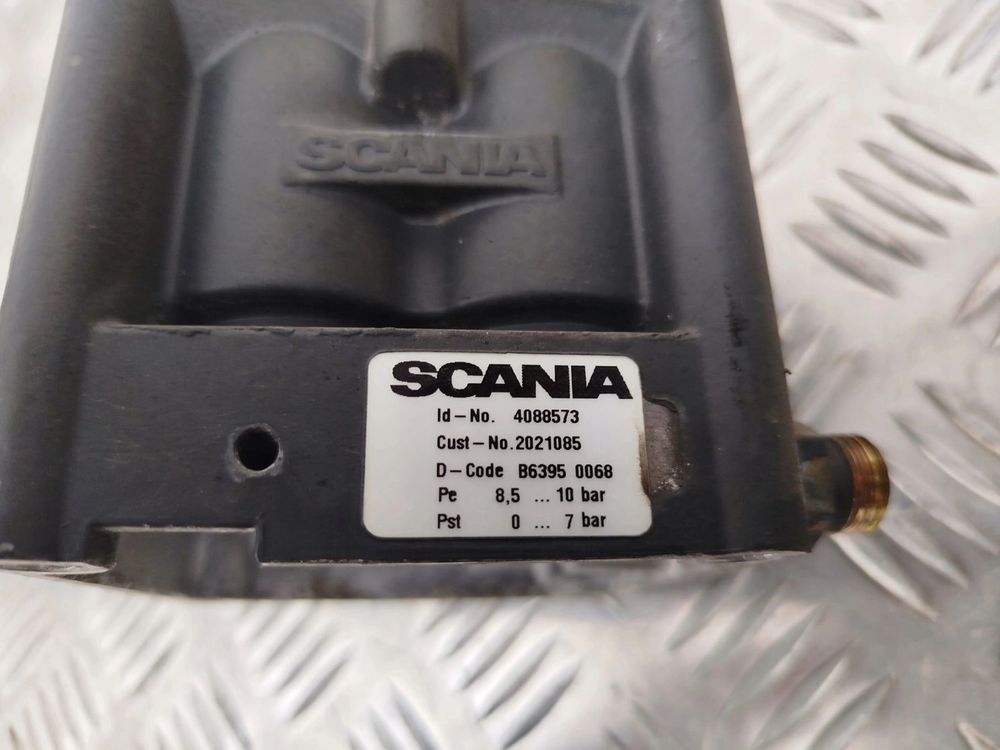 SCANIA
SCANIA
Id-No. 4088573
Cust-No.2021085
D-Code B6395 0068
Pe 8,5 ... 10 bar
Pst 0 ... 7 bar